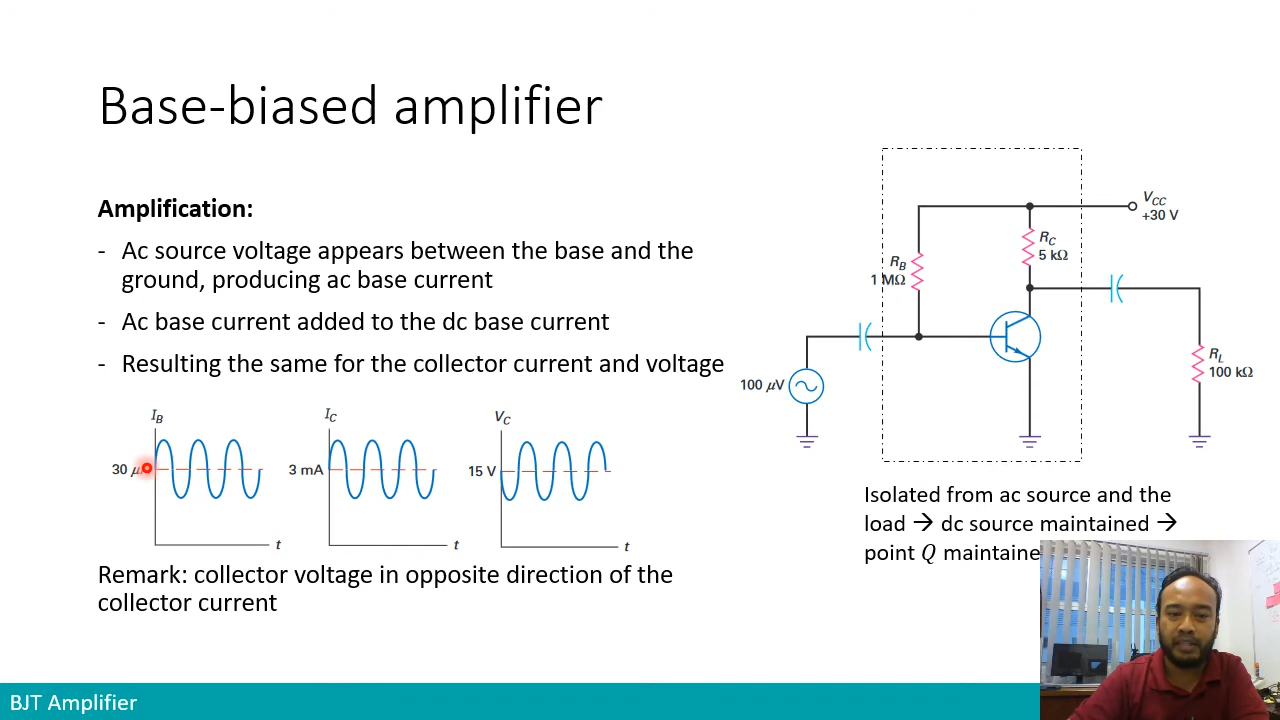 Base-biased amplifier
Amplification:
- Ac source voltage appears between the base and the
ground, producing ac base current
- Ac base current added to the dc base current
- Resulting the same for the collector current and voltage
I_B
30 μ
t
I_C
3 mA
t
V_C
15 V
t
Remark: collector voltage in opposite direction of the
collector current
V_CC
+30 V
R_C
5 kΩ
R_B
1 MΩ
100 μV
R_L
100 kΩ
Isolated from ac source and the
load → dc source maintained →
point Q maintaine
BJT Amplifier